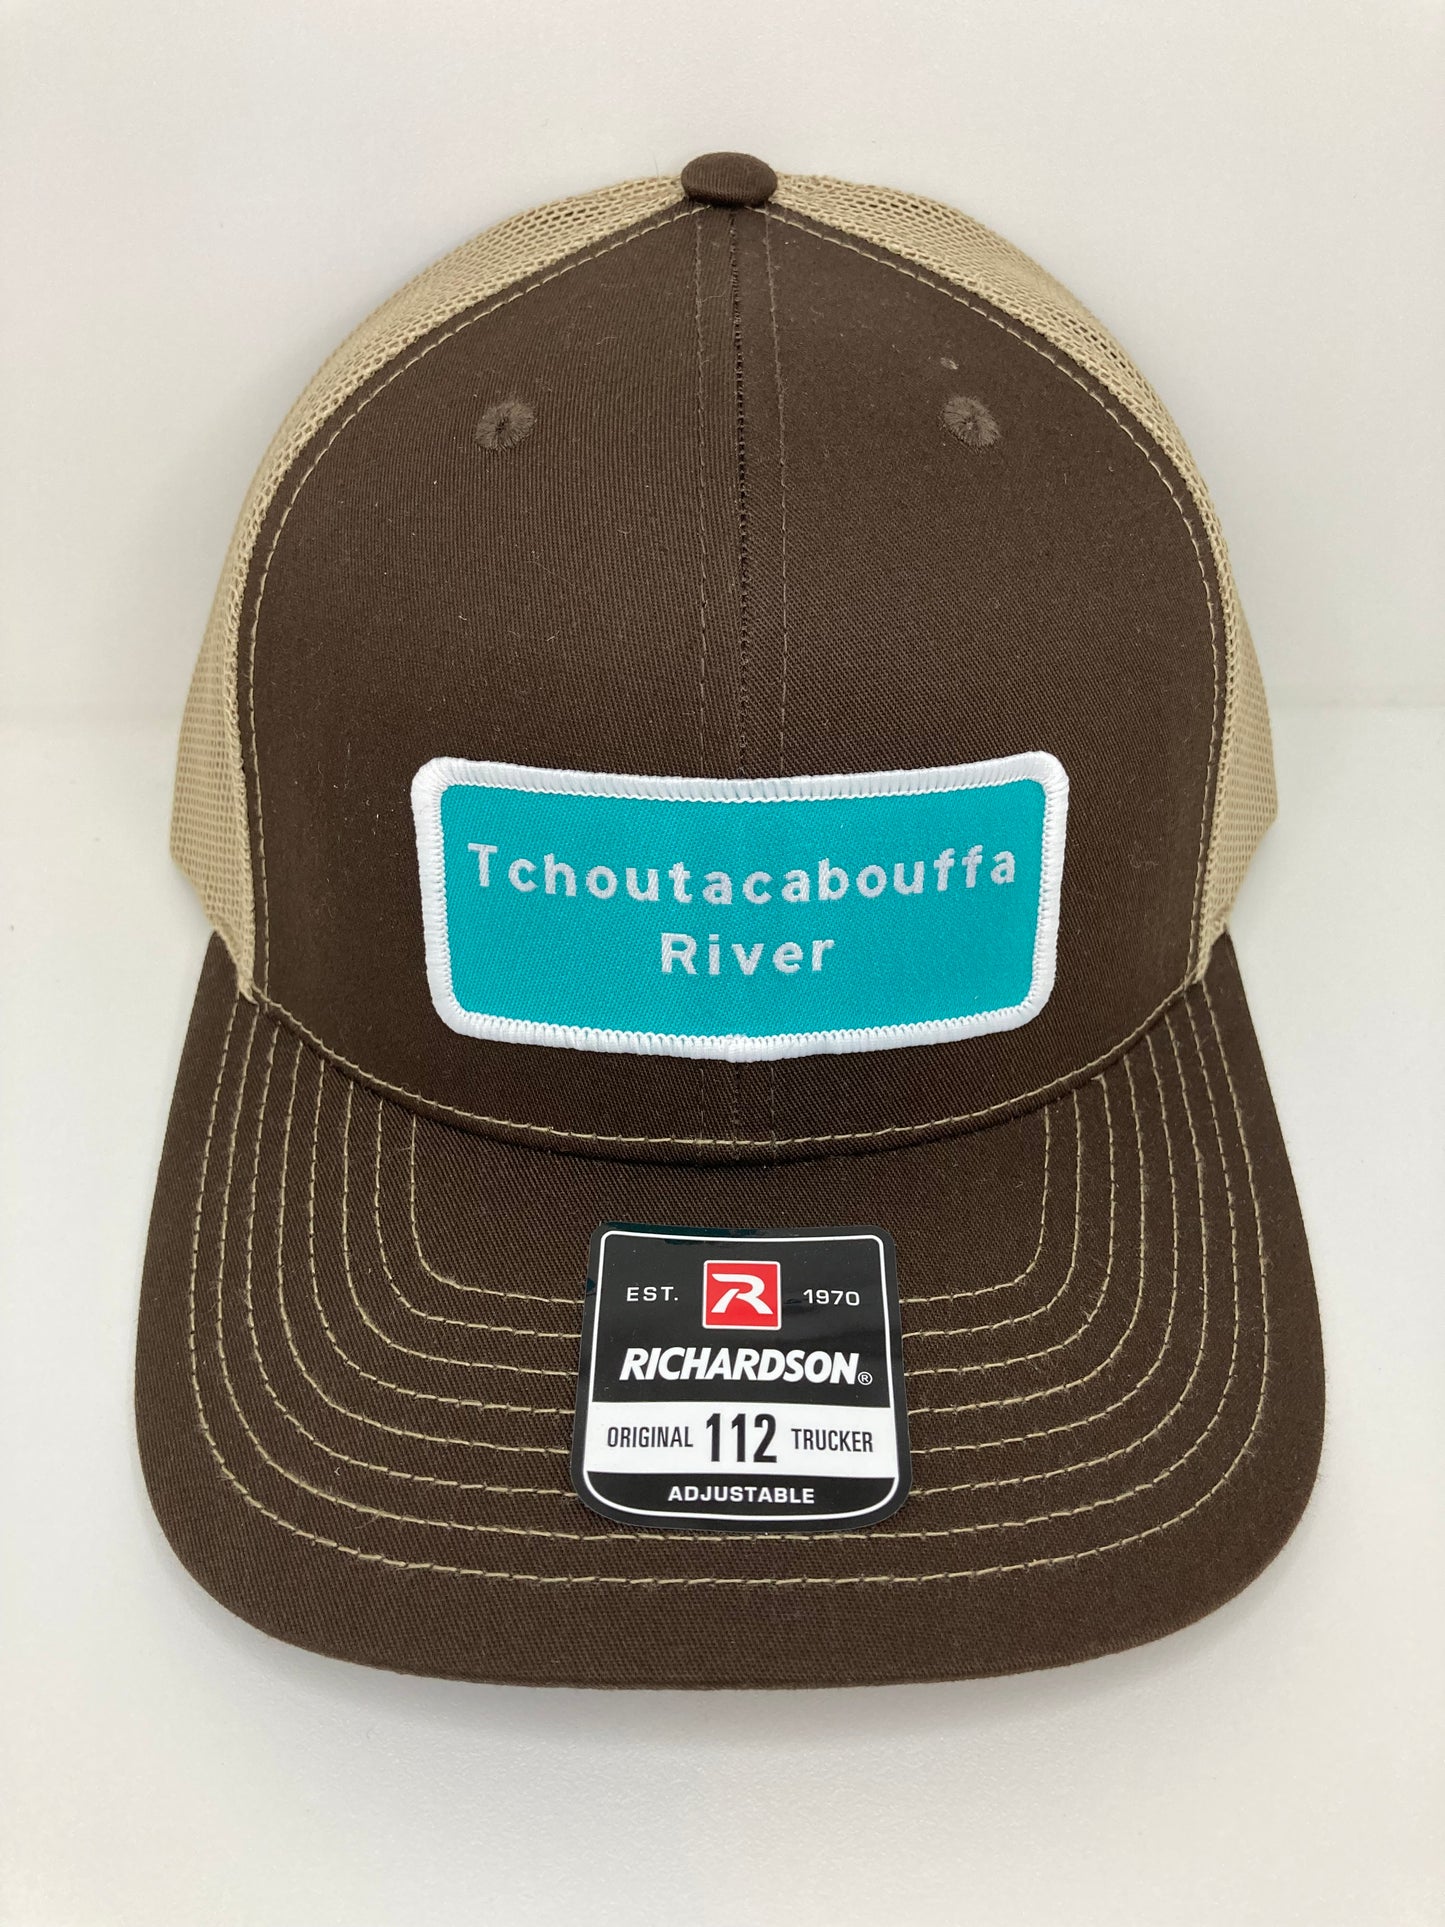 Tchoutacabouffa
River
EST. R 1970
RICHARDSON®
ORIGINAL 112 TRUCKER
ADJUSTABLE